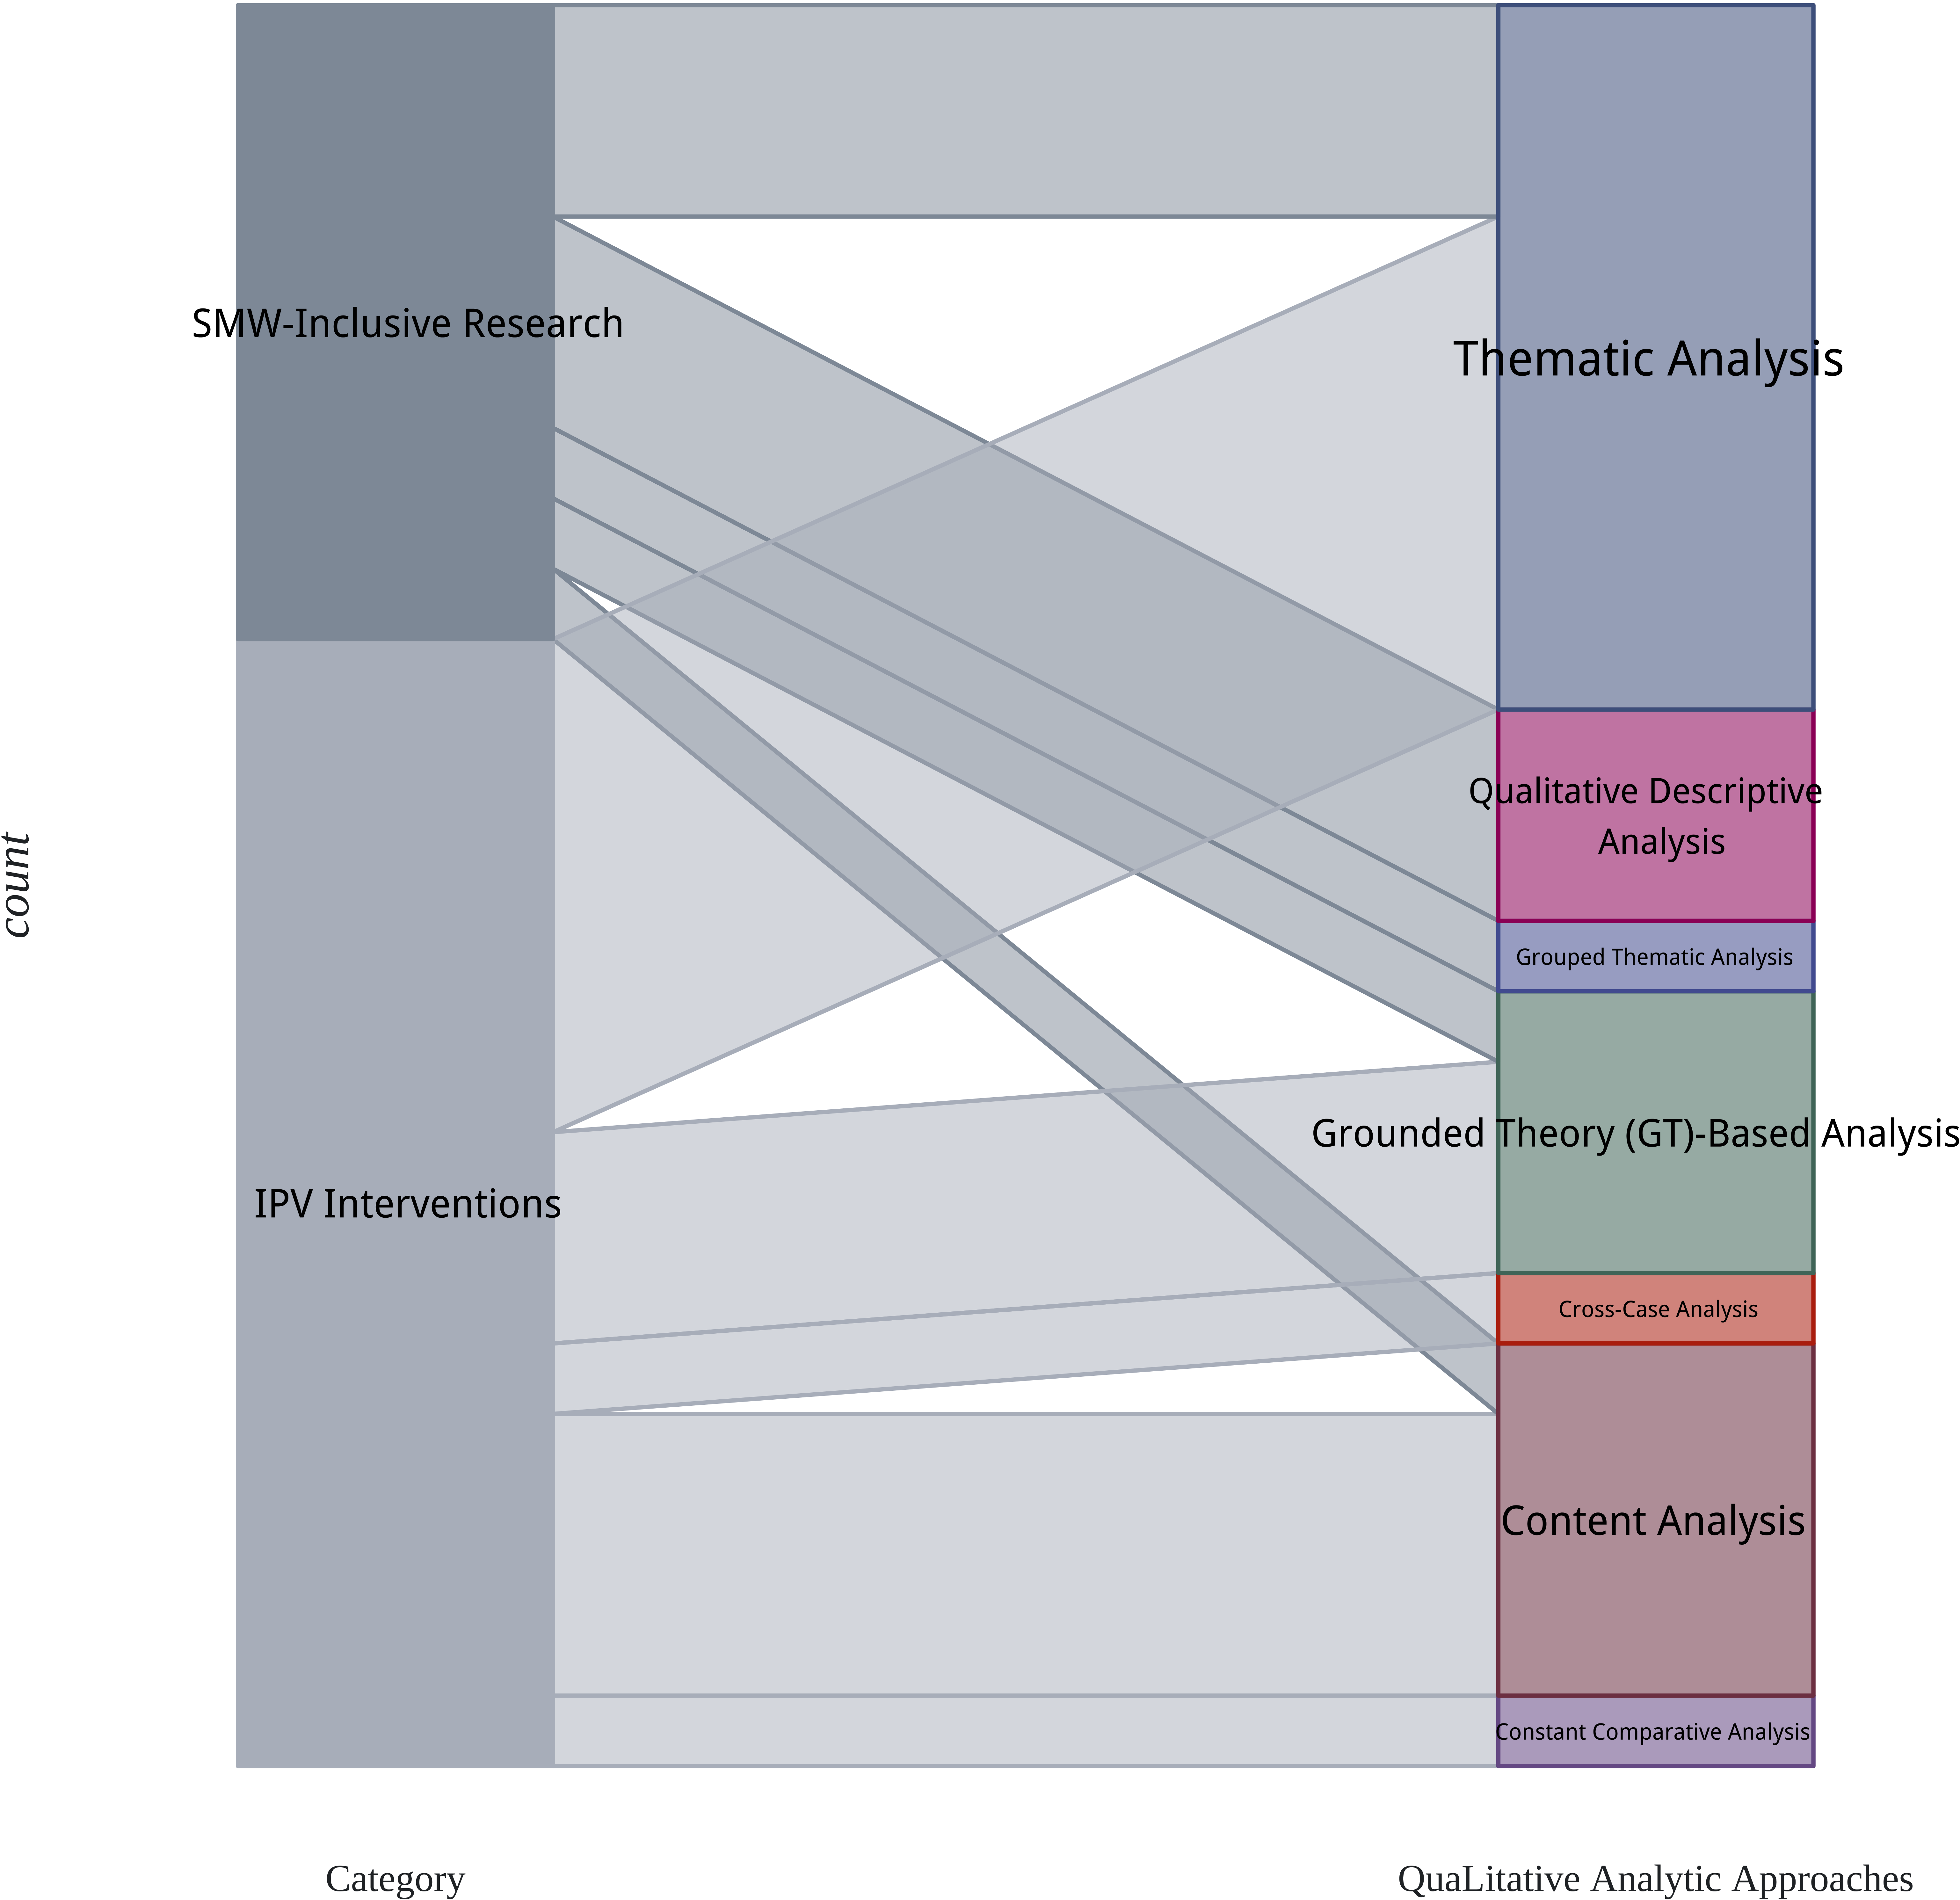 SMW-Inclusive Research
Thematic Analysis
Qualitative Descriptive
Analysis
Grouped Thematic Analysis
Grounded Theory (GT)-Based Analysis
IPV Interventions
Cross-Case Analysis
Content Analysis
Constant Comparative Analysis
count
Category
QuaLitative Analytic Approaches